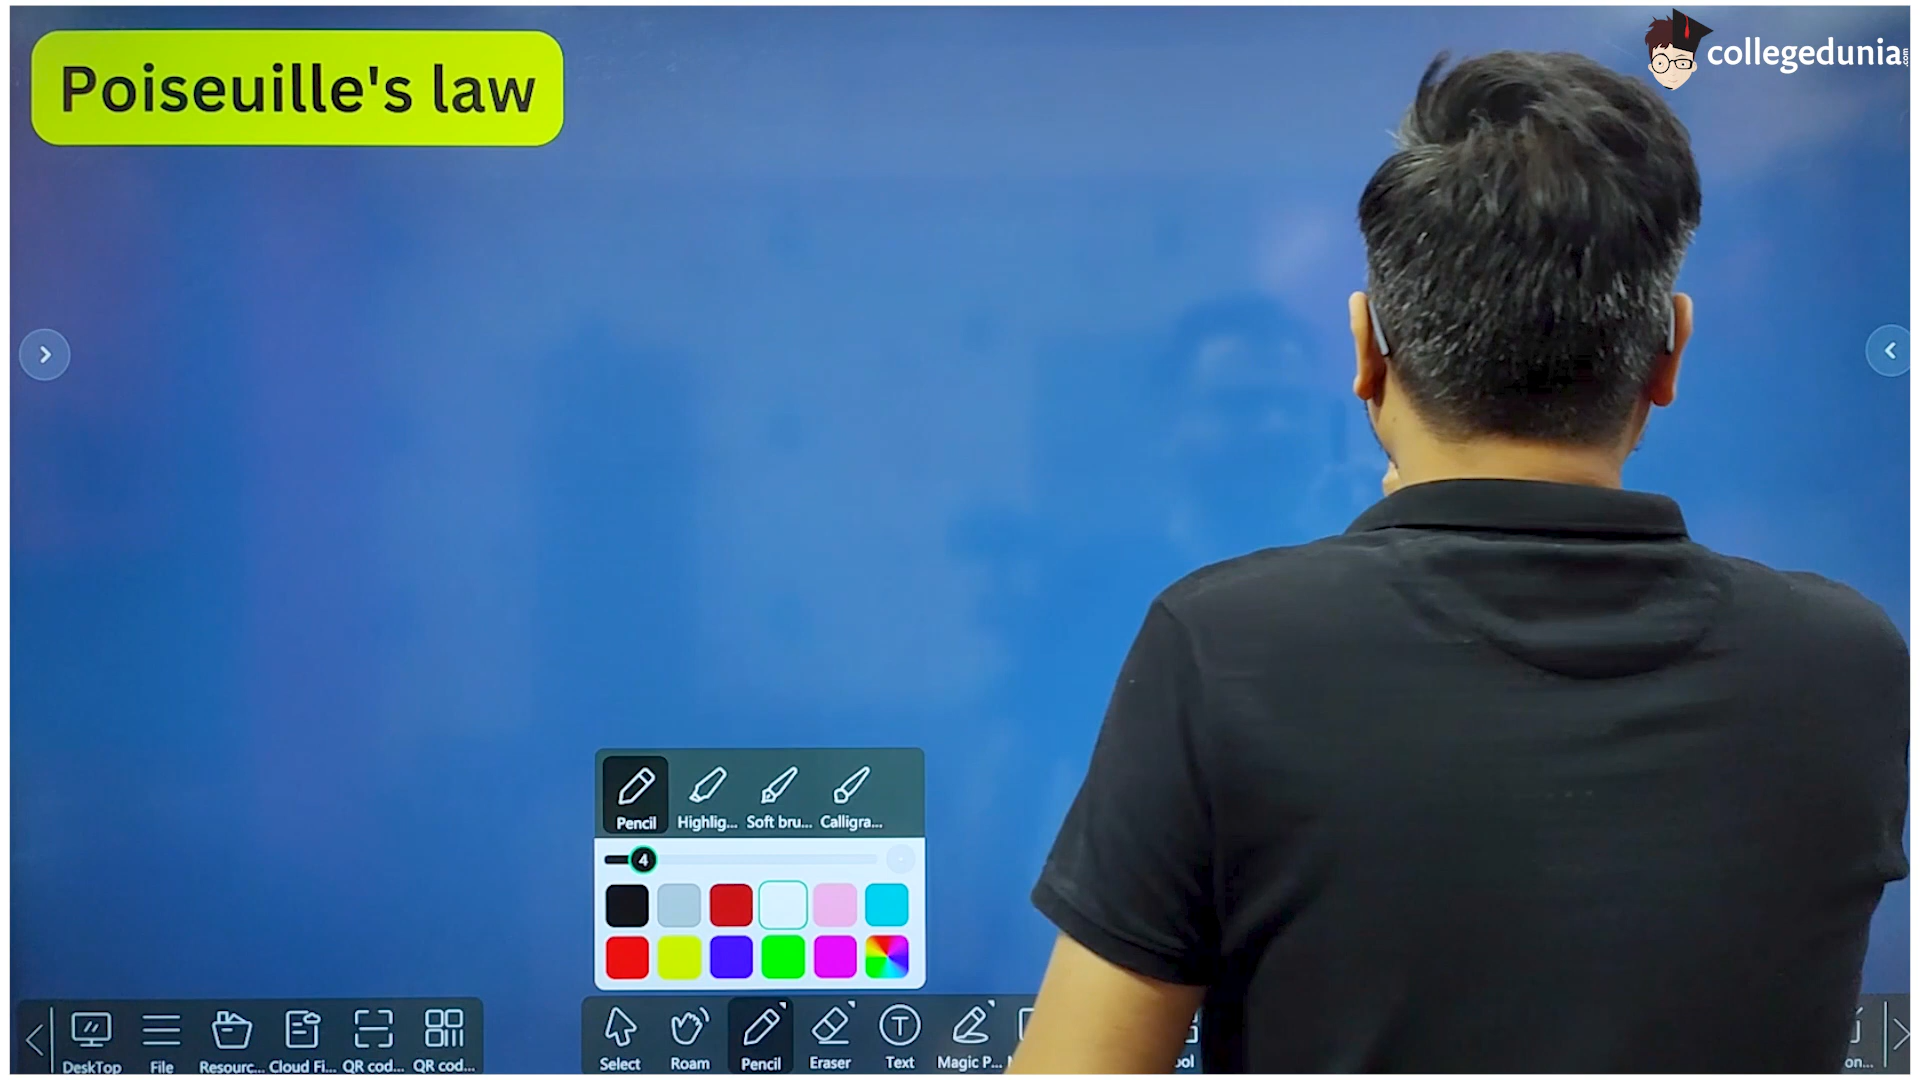 Poiseuille's law
collegedunia
.com
Pencil
Highlig...
Soft bru...
Calligra...
4
DeskTop
File
Resourc...
Cloud Fi...
QR cod...
QR cod...
Select
Roam
Pencil
Eraser
Text
Magic P...